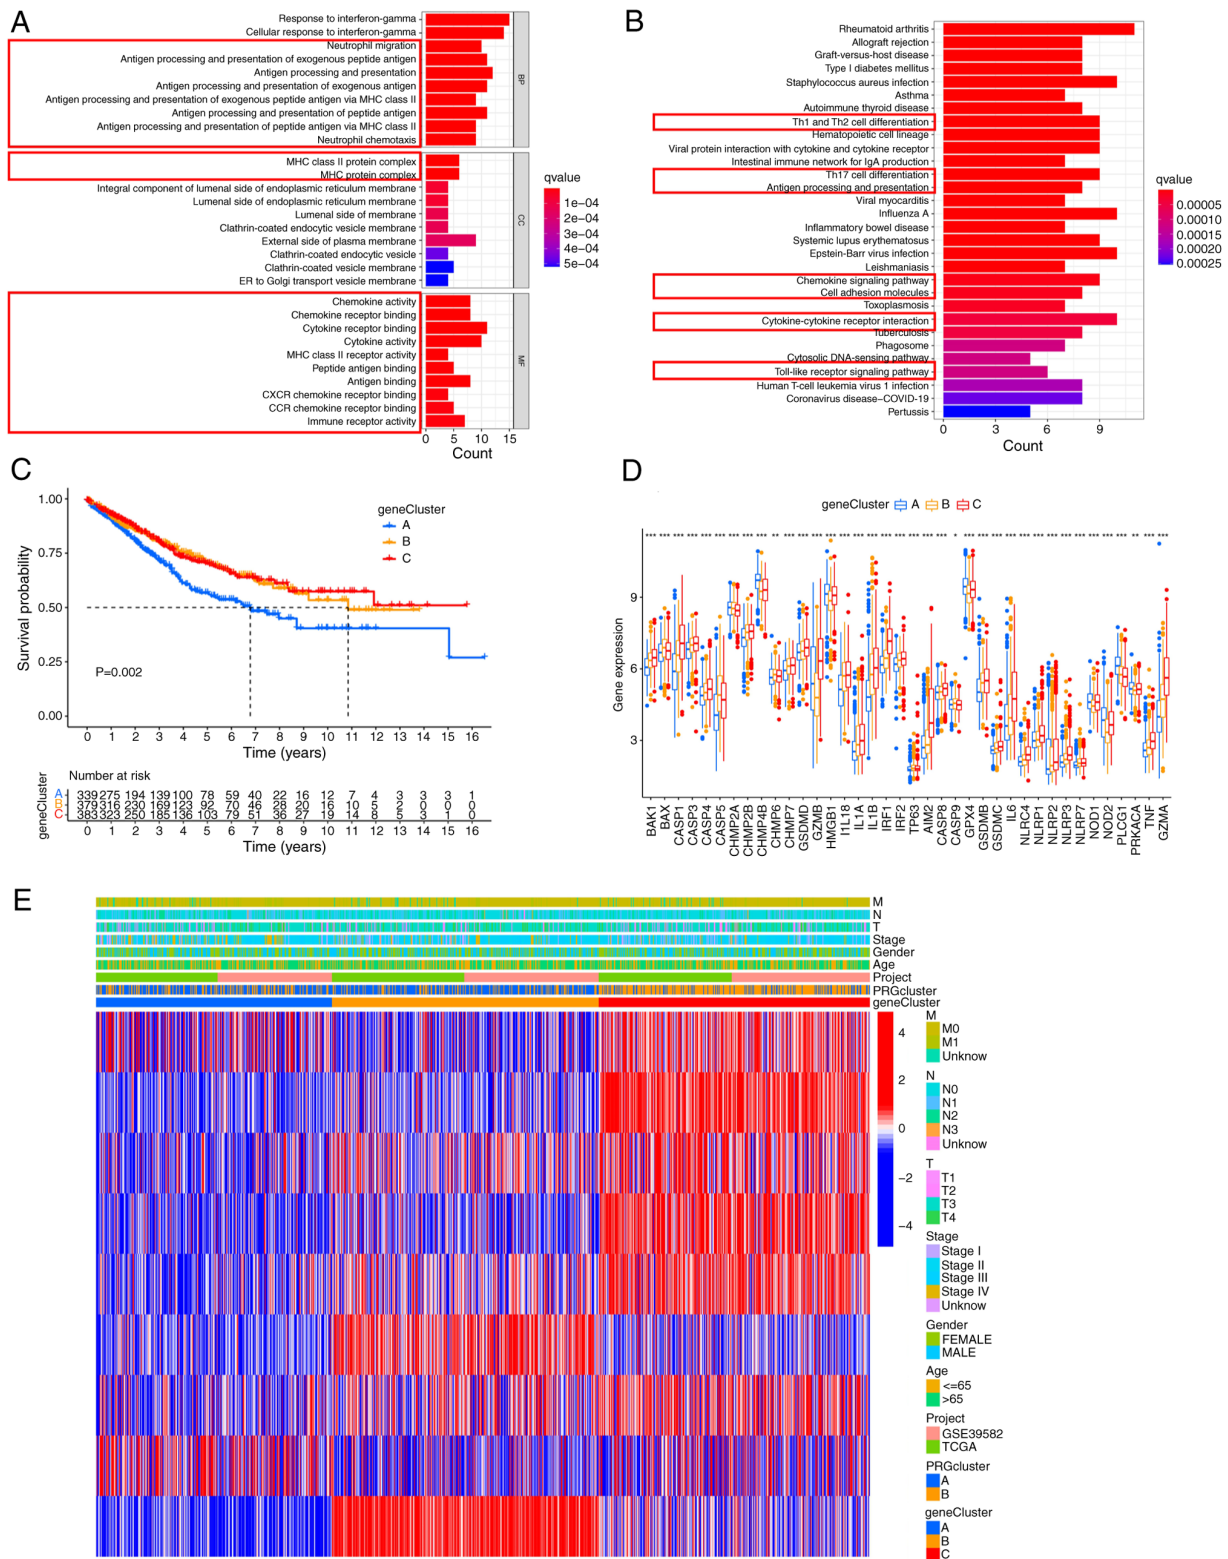 A
Response to interferon-gamma
Cellular response to interferon-gamma
Neutrophil migration
Antigen processing and presentation of exogenous peptide antigen
Antigen processing and presentation
Antigen processing and presentation of exogenous antigen
Antigen processing and presentation of exogenous peptide antigen via MHC class II
Antigen processing and presentation of peptide antigen
Antigen processing and presentation of peptide antigen via MHC class II
Neutrophil chemotaxis
BP
MHC class II protein complex
MHC protein complex
Integral component of lumenal side of endoplasmic reticulum membrane
Lumenal side of endoplasmic reticulum membrane
Lumenal side of membrane
Clathrin-coated endocytic vesicle membrane
External side of plasma membrane
Clathrin-coated endocytic vesicle
Clathrin-coated vesicle membrane
ER to Golgi transport vesicle membrane
CC
Chemokine activity
Chemokine receptor binding
Cytokine receptor binding
Cytokine activity
MHC class II receptor activity
Peptide antigen binding
Antigen binding
CXCR chemokine receptor binding
CCR chemokine receptor binding
Immune receptor activity
MF
0 5 10 15
Count
qvalue
1e−04
2e−04
3e−04
4e−04
5e−04
B
Rheumatoid arthritis
Allograft rejection
Graft-versus-host disease
Type I diabetes mellitus
Staphylococcus aureus infection
Asthma
Autoimmune thyroid disease
Th1 and Th2 cell differentiation
Hematopoietic cell lineage
Viral protein interaction with cytokine and cytokine receptor
Intestinal immune network for IgA production
Th17 cell differentiation
Antigen processing and presentation
Viral myocarditis
Influenza A
Inflammatory bowel disease
Systemic lupus erythematosus
Epstein-Barr virus infection
Leishmaniasis
Chemokine signaling pathway
Cell adhesion molecules
Toxoplasmosis
Cytokine-cytokine receptor interaction
Tuberculosis
Phagosome
Cytosolic DNA-sensing pathway
Toll-like receptor signaling pathway
Human T-cell leukemia virus 1 infection
Coronavirus disease−COVID-19
Pertussis
0 3 6 9
Count
qvalue
0.00005
0.00010
0.00015
0.00020
0.00025
C
geneCluster
A
B
C
Survival probability
1.00
0.75
0.50
0.25
0.00
P=0.002
0 1 2 3 4 5 6 7 8 9 10 11 12 13 14 15 16
Time (years)
Number at risk
geneCluster
A 339 275 194 139 100 78 59 40 22 16 12 7 4 3 3 3 1
B 379 316 230 169 123 92 70 46 28 20 16 10 5 2 0 0 0
C 383 323 250 185 136 103 79 51 36 27 19 14 8 5 3 1 0
0 1 2 3 4 5 6 7 8 9 10 11 12 13 14 15 16
Time (years)
D
geneCluster A B C
*** *** *** *** *** *** *** *** *** ** *** *** *** *** *** *** *** *** *** *** *** *** * *** *** *** *** *** *** *** *** *** *** *** *** ** *** ***
Gene expression
9
6
3
BAK1 BAX CASP1 CASP3 CASP4 CASP5 CHMP2A CHMP2B CHMP4B CHMP6 CHMP7 GSDMD GZMB HMGB1 I1L18 IL1A IL1B IRF1 IRF2 TP63 AIM2 CASP8 CASP9 GPX4 GSDMB GSDMC IL6 NLRC4 NLRP1 NLRP2 NLRP3 NLRP7 NOD1 NOD2 PLCG1 PRKACA TNF GZMA
E
M
N
T
Stage
Gender
Age
Project
PRGcluster
geneCluster
4
2
0
−2
−4
M
M0
M1
Unknow
N
N0
N1
N2
N3
Unknow
T
T1
T2
T3
T4
Stage
Stage I
Stage II
Stage III
Stage IV
Unknow
Gender
FEMALE
MALE
Age
<=65
>65
Project
GSE39582
TCGA
PRGcluster
A
B
geneCluster
A
B
C